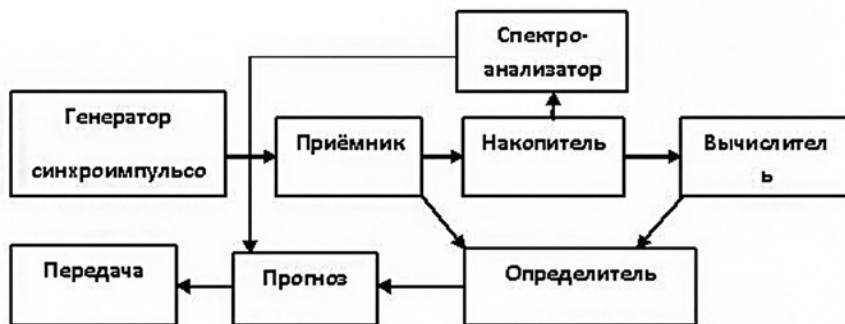 Спектро-
анализатор
Генератор
синхроимпульсо
Приёмник
Накопитель
Вычислител
ь
Передача
Прогноз
Определитель